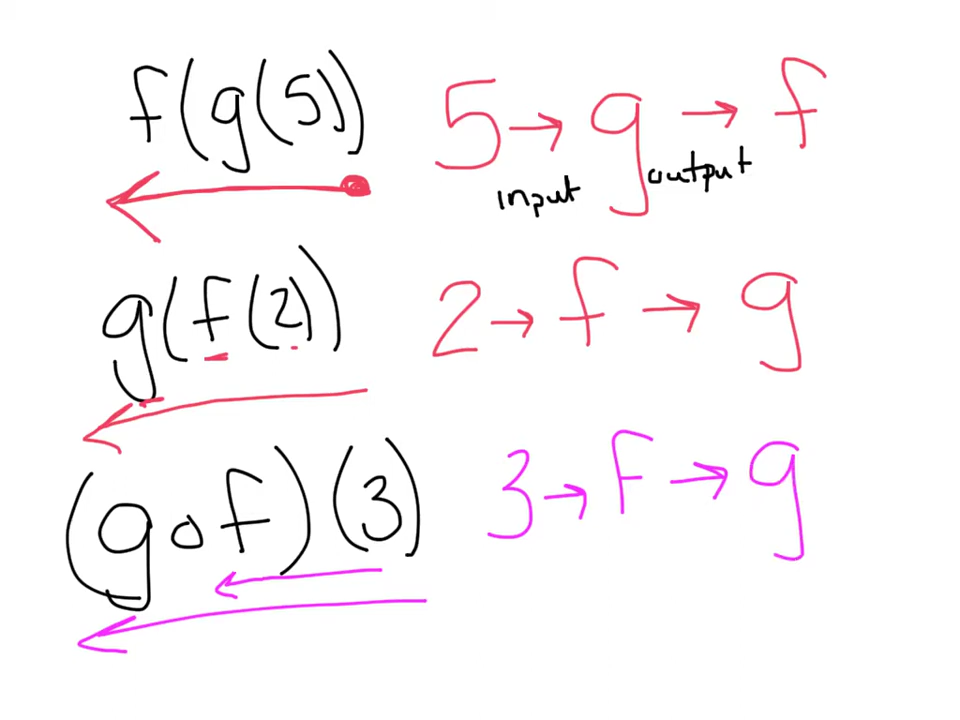 f(g(5)) 5 → g → f
input output
g(f(2)) 2 → f → g
(g∘f)(3) 3 → f → g